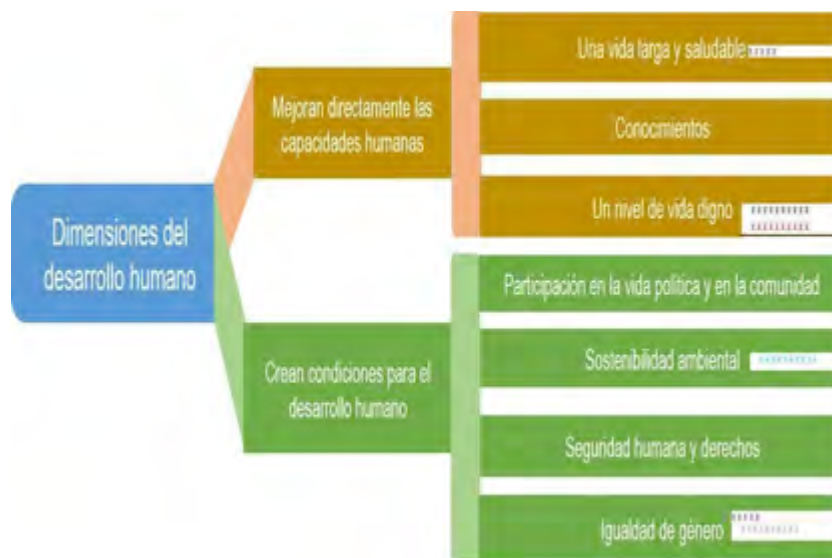 Dimensiones del
desarrollo humano
Mejoran directamente las
capacidades humanas
Una vida larga y saludable
Conocimientos
Un nivel de vida digno
Crean condiciones para el
desarrollo humano
Participación en la vida política y en la comunidad
Sostenibilidad ambiental
Seguridad humana y derechos
Igualdad de género